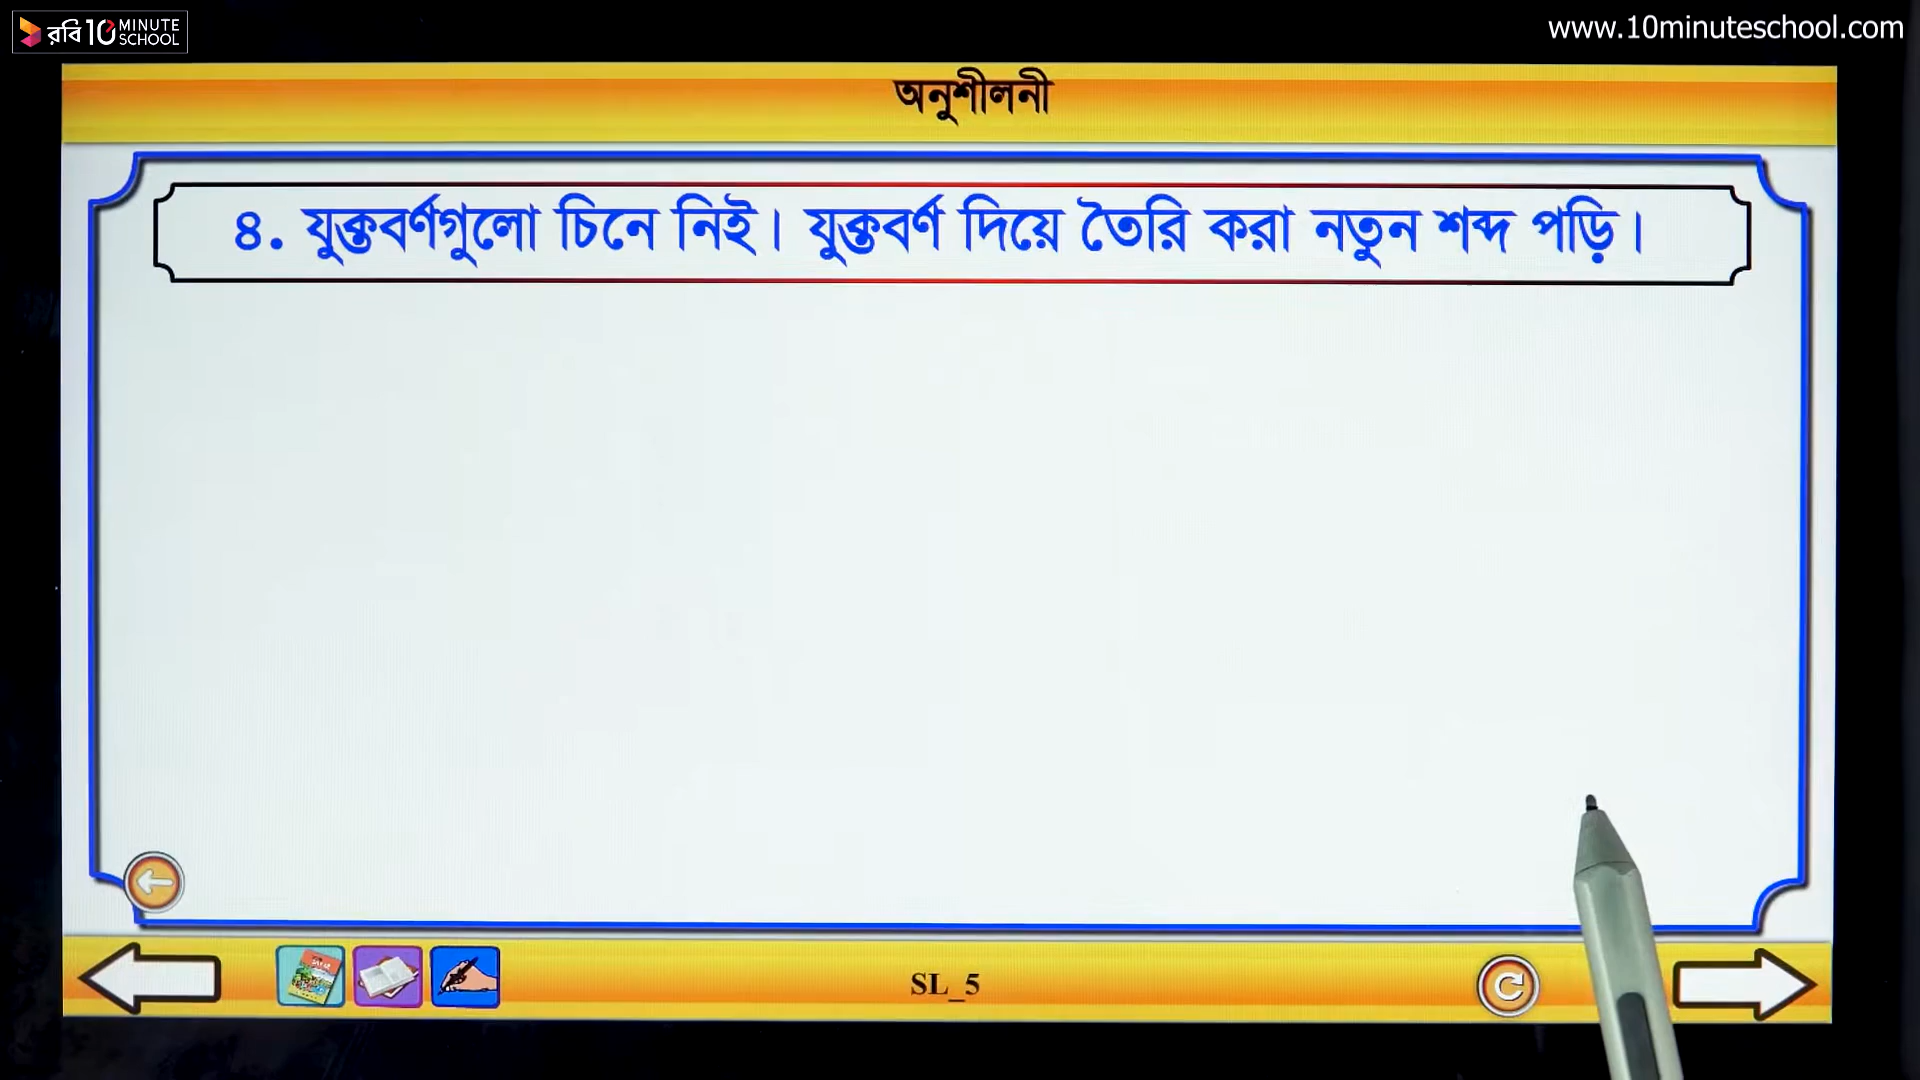 রবি 10 MINUTE SCHOOL
www.10minuteschool.com
অনুশীলনী
৪. যুক্তবর্ণগুলো চিনে নিই। যুক্তবর্ণ দিয়ে তৈরি করা নতুন শব্দ পড়ি।
SL_5